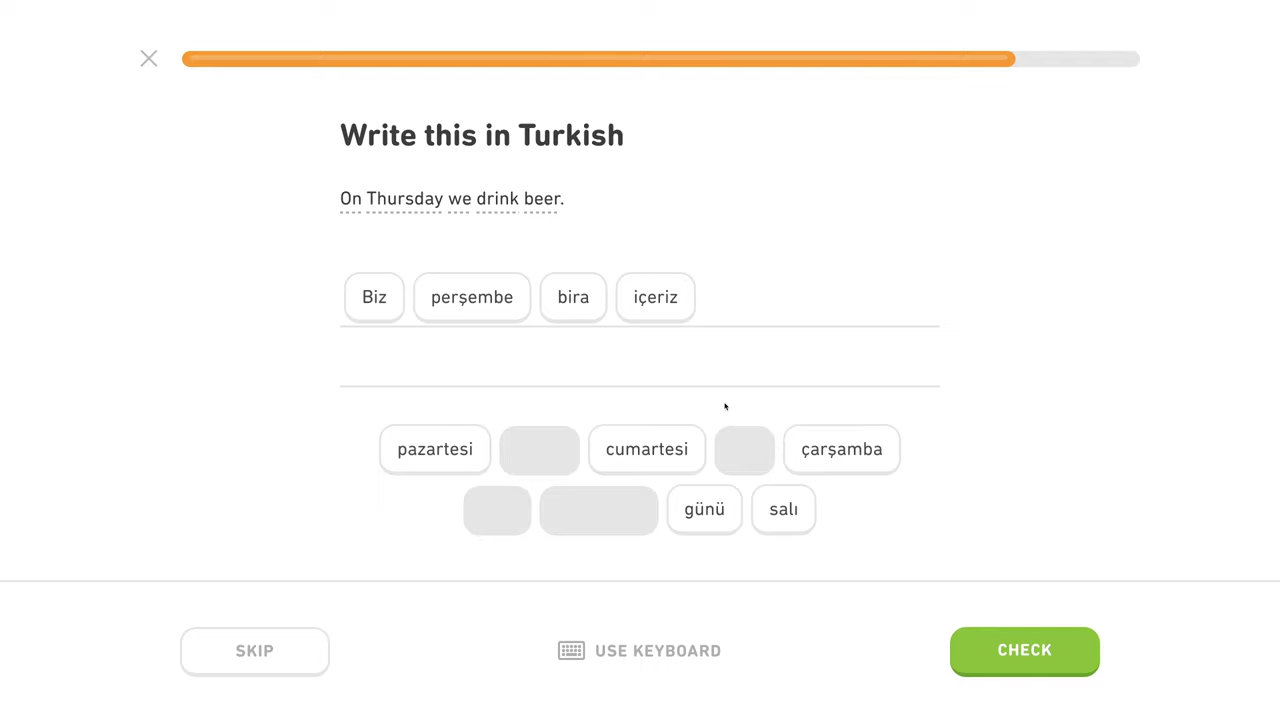 Write this in Turkish
On Thursday we drink beer.
Biz perşembe bira içeriz
pazartesi cumartesi çarşamba
günü salı
SKIP USE KEYBOARD CHECK